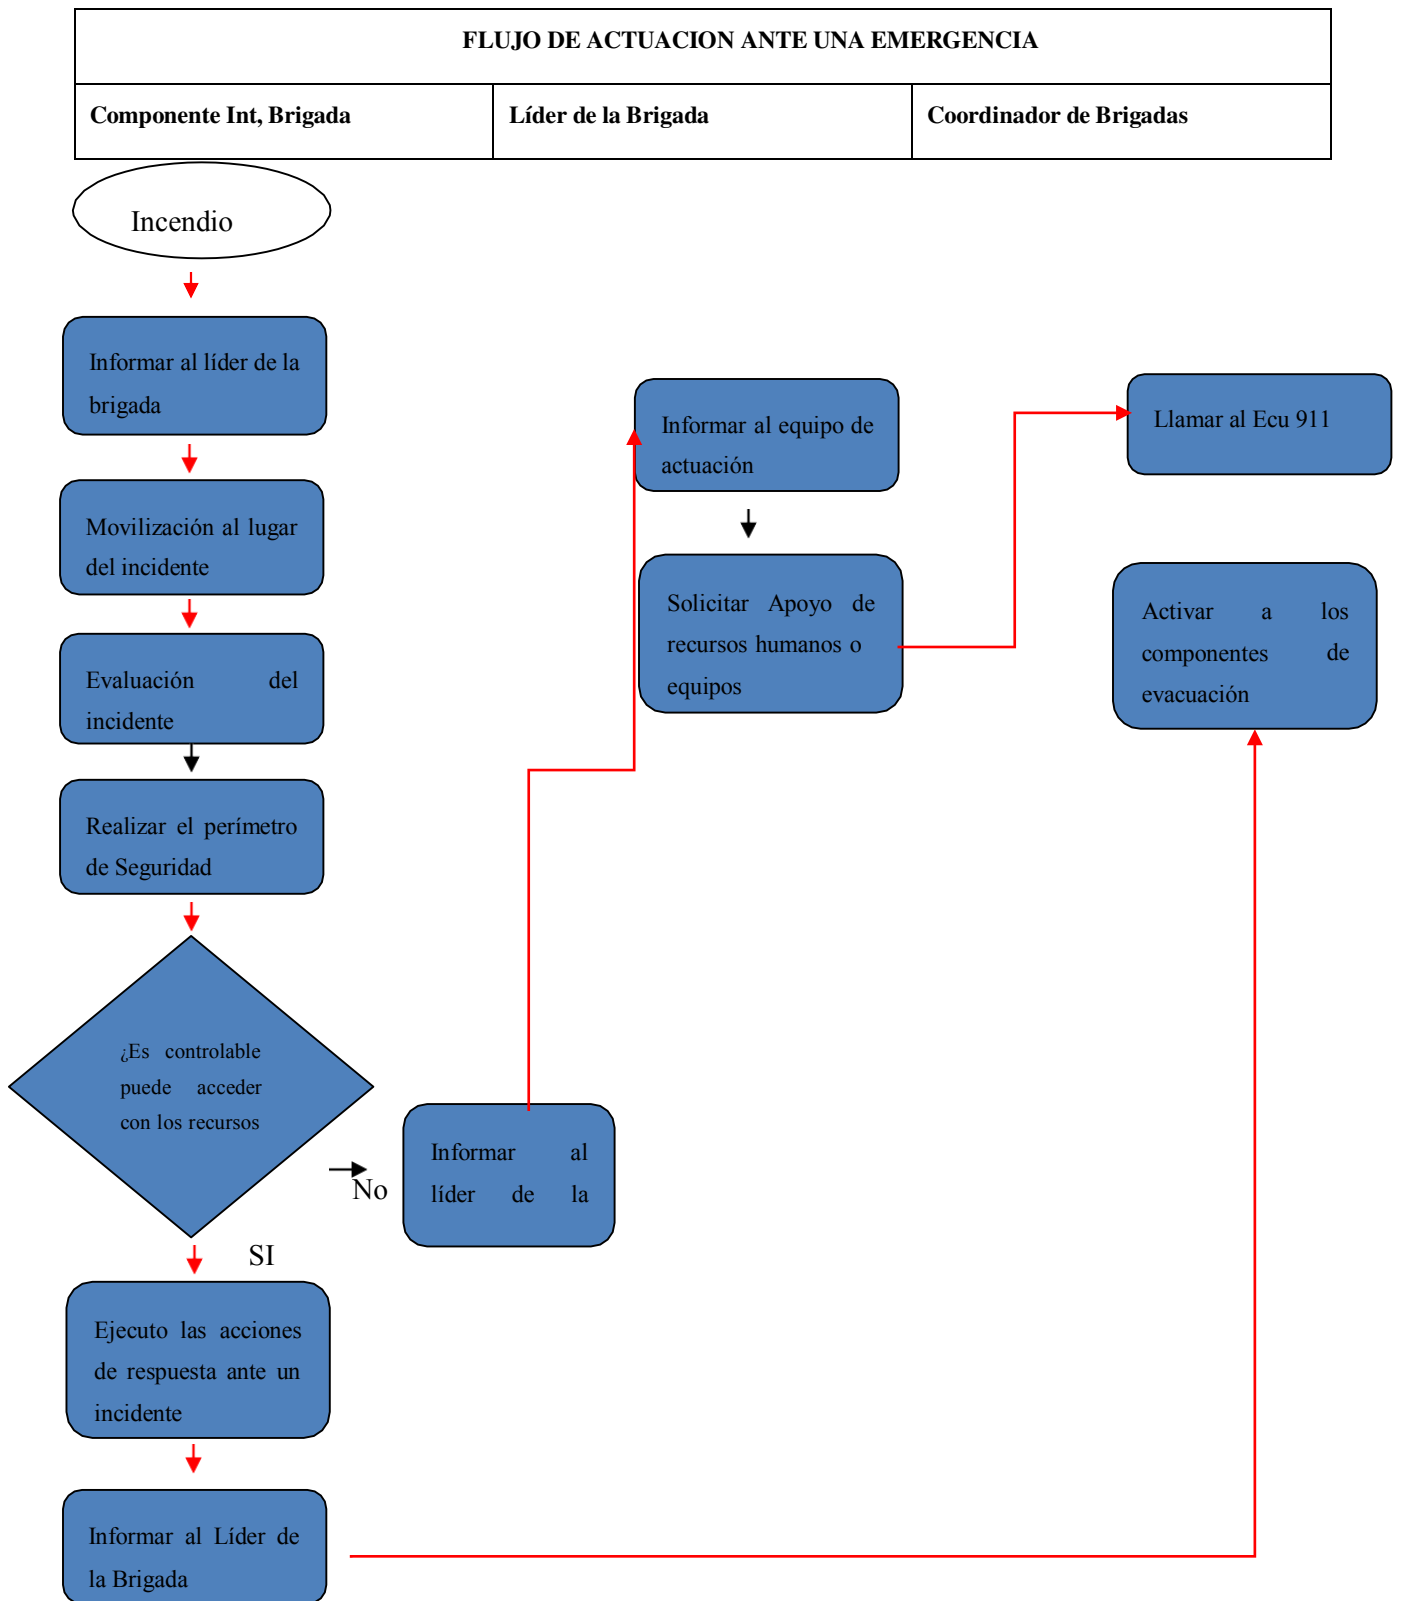 FLUJO DE ACTUACION ANTE UNA EMERGENCIA
Componente Int, Brigada
Líder de la Brigada
Coordinador de Brigadas
Incendio
Informar al líder de la
brigada
Movilización al lugar
del incidente
Evaluación del
incidente
Realizar el perímetro
de Seguridad
¿Es controlable
puede acceder
con los recursos
No
Informar al
líder de la
SI
Ejecuto las acciones
de respuesta ante un
incidente
Informar al Líder de
la Brigada
Informar al equipo de
actuación
Solicitar Apoyo de
recursos humanos o
equipos
Llamar al Ecu 911
Activar a los
componentes de
evacuación